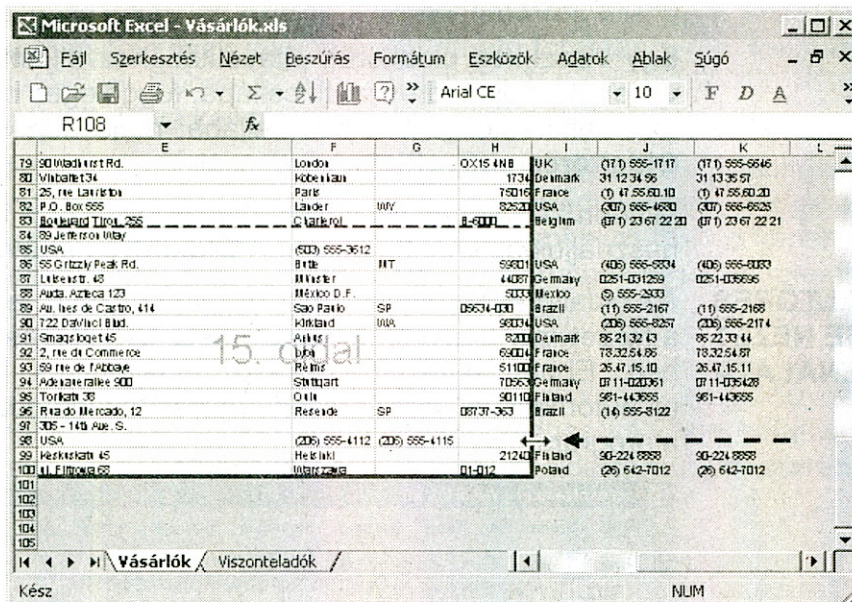 Microsoft Excel - Vásárlók.xls
Fájl Szerkesztés Nézet Beszúrás Formátum Eszközök Adatok Ablak Súgó
Arial CE 10 F D A
R108 fx
E F G H I J K L
79 90 Wadhurst Rd. London OX15 4NB UK (171) 555-1717 (171) 555-5646
80 Vinbæltet 34 København 1734 Denmark 31 12 34 56 31 13 35 57
81 25, rue Lauriston Paris 75016 France (1) 47.55.60.10 (1) 47.55.60.20
82 P.O. Box 555 Lander WY 82520 USA (307) 555-4680 (307) 555-6525
83 Boulevard Tirou, 255 Charleroi B-6000 Belgium (071) 23 67 22 20 (071) 23 67 22 21
84 89 Jefferson Way
85 USA (503) 555-3612
86 55 Grizzly Peak Rd. Butte MT 59801 USA (406) 555-5834 (406) 555-8083
87 Luisenstr. 48 Münster 44087 Germany 0251-031259 0251-035695
88 Avda. Azteca 123 México D.F. 5033 Mexico (5) 555-2933
89 Av. Inês de Castro, 414 Sao Paulo SP 05634-030 Brazil (11) 555-2167 (11) 555-2168
90 722 DaVinci Blvd. Kirkland WA 98034 USA (206) 555-8257 (206) 555-2174
91 Smagsloget 45 Århus 8200 Denmark 86 21 32 43 86 22 33 44
92 2, rue du Commerce Lyon 69004 France 78.32.54.86 78.32.54.87
15. oldal
93 59 rue de l'Abbaye Reims 51100 France 26.47.15.10 26.47.15.11
94 Adenauerallee 900 Stuttgart 70563 Germany 0711-020361 0711-035428
95 Torikatu 38 Oulu 90110 Finland 981-443655 981-443655
96 Rua do Mercado, 12 Resende SP 08737-363 Brazil (14) 555-8122
97 305 - 14th Ave. S.
98 USA (206) 555-4112 (206) 555-4115
99 Keskuskatu 45 Helsinki 21240 Finland 90-224 8858 90-224 8858
100 ul. Filtrowa 68 Warszawa 01-012 Poland (26) 642-7012 (26) 642-7012
101
102
103
104
105
Vásárlók Viszonteladók
Kész NUM